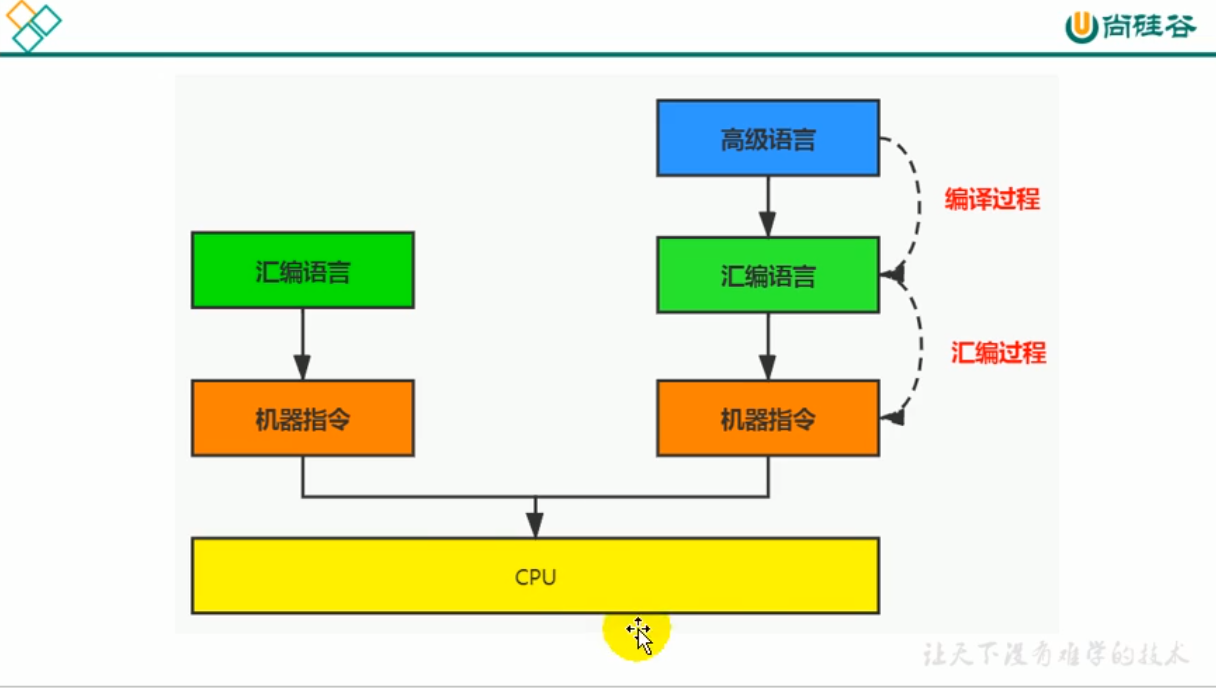 尚硅谷
高级语言
编译过程
汇编语言
汇编语言
汇编过程
机器指令
机器指令
CPU
让天下没有难学的技术